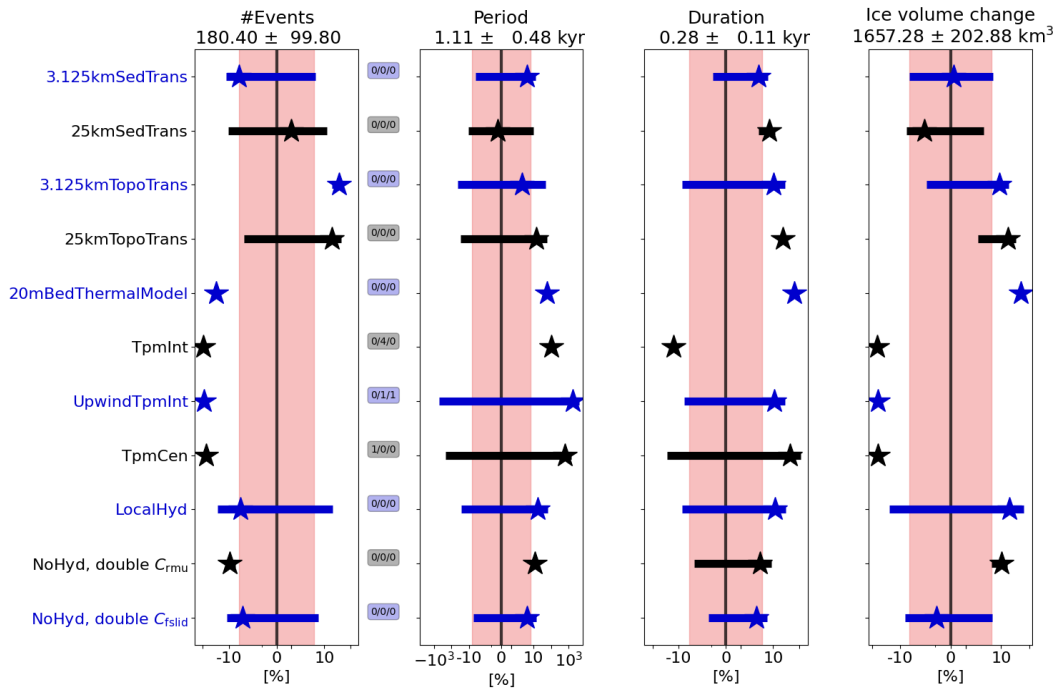 #Events
180.40 ± 99.80
Period
1.11 ± 0.48 kyr
Duration
0.28 ± 0.11 kyr
Ice volume change
1657.28 ± 202.88 km³
3.125kmSedTrans
0/0/0
25kmSedTrans
0/0/0
3.125kmTopoTrans
0/0/0
25kmTopoTrans
0/0/0
20mBedThermalModel
0/0/0
TpmInt
0/4/0
UpwindTpmInt
0/1/1
TpmCen
1/0/0
LocalHyd
0/0/0
NoHyd, double C_rmu
0/0/0
NoHyd, double C_fslid
0/0/0
-10 0 10
[%]
−10³ -10 0 10 10³
[%]
-10 0 10
[%]
-10 0 10
[%]